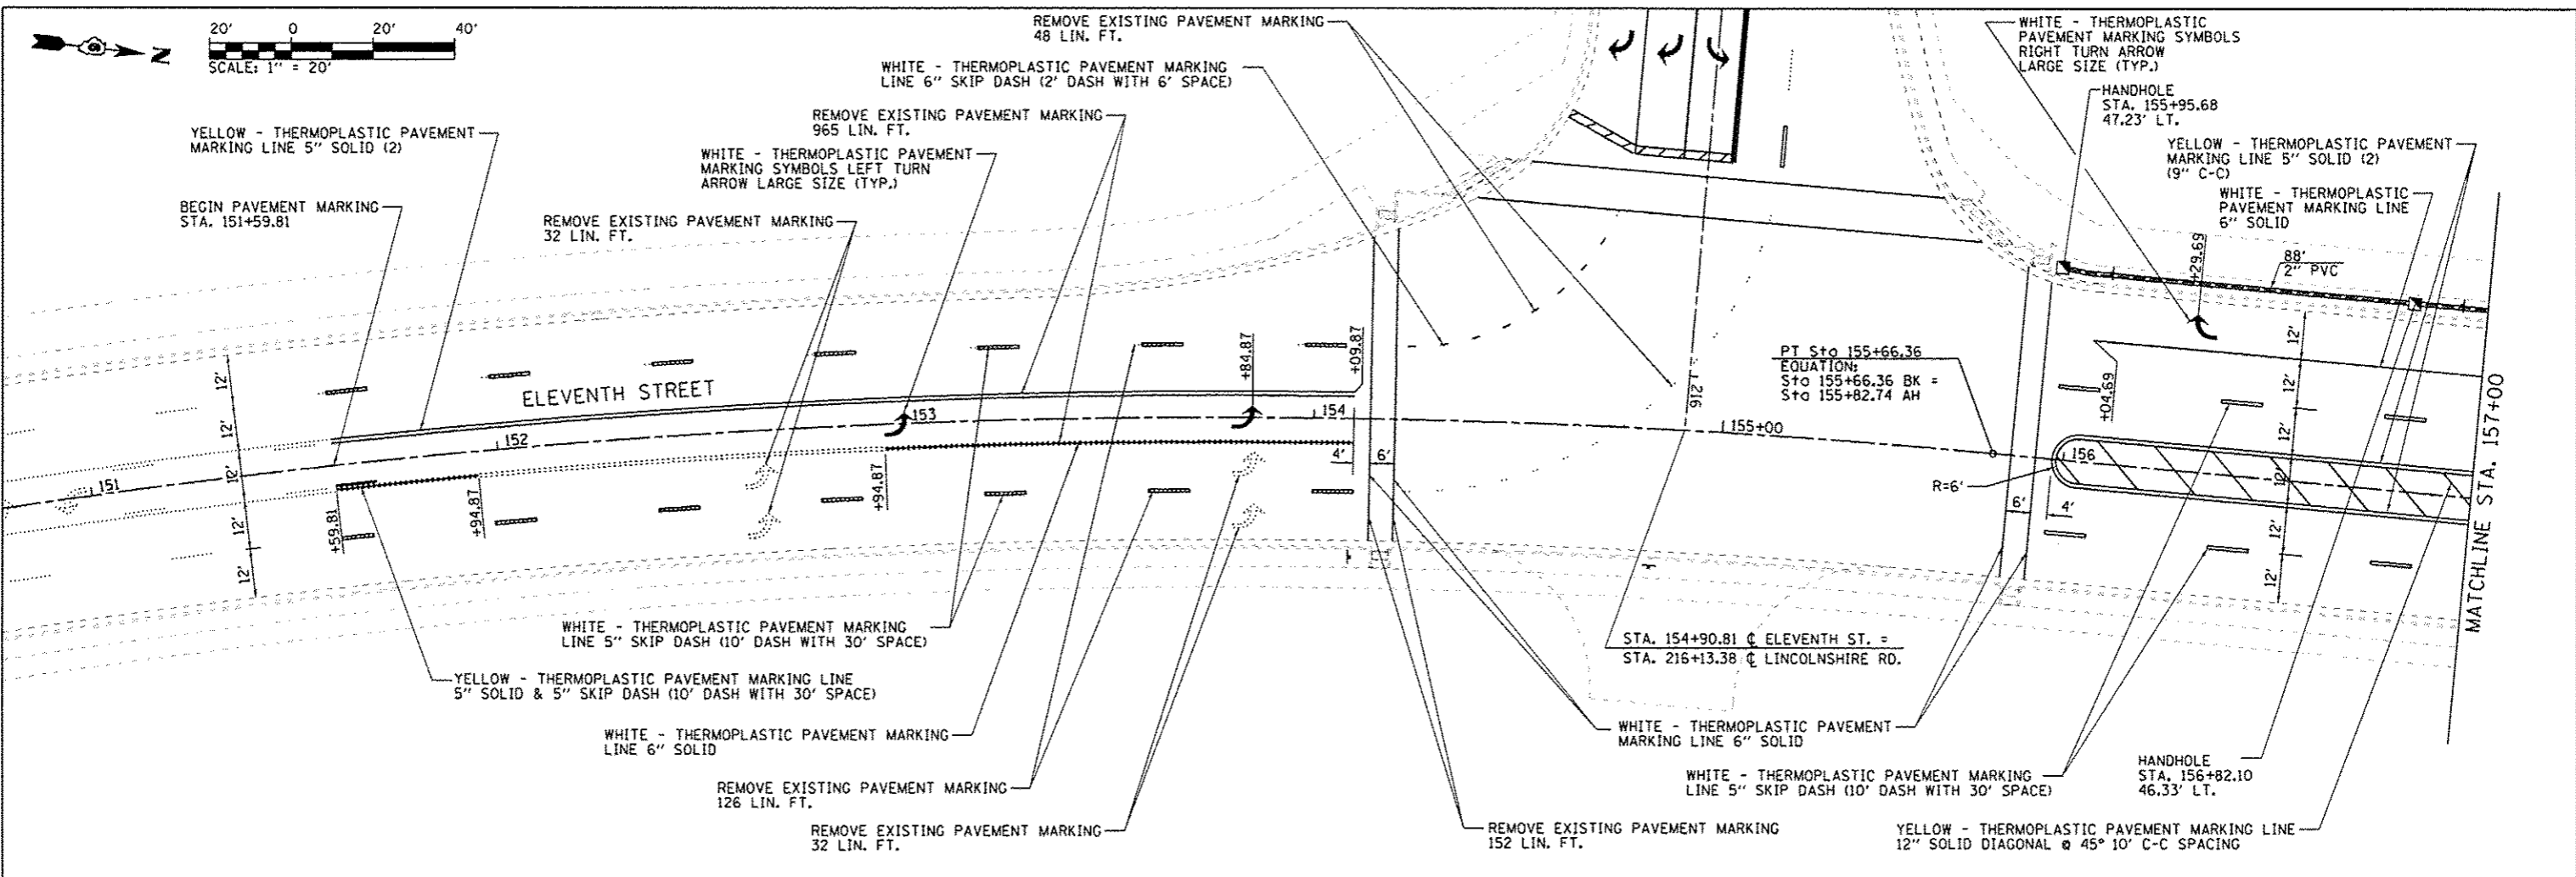 20' 0 20' 40'
SCALE: 1" = 20'
N
REMOVE EXISTING PAVEMENT MARKING
48 LIN. FT.
WHITE - THERMOPLASTIC PAVEMENT MARKING
LINE 6" SKIP DASH (2' DASH WITH 6' SPACE)
REMOVE EXISTING PAVEMENT MARKING
965 LIN. FT.
YELLOW - THERMOPLASTIC PAVEMENT
MARKING LINE 5" SOLID (2)
WHITE - THERMOPLASTIC PAVEMENT
MARKING SYMBOLS LEFT TURN
ARROW LARGE SIZE (TYP.)
BEGIN PAVEMENT MARKING
STA. 151+59.81
REMOVE EXISTING PAVEMENT MARKING
32 LIN. FT.
WHITE - THERMOPLASTIC
PAVEMENT MARKING SYMBOLS
RIGHT TURN ARROW
LARGE SIZE (TYP.)
HANDHOLE
STA. 155+95.68
47.23' LT.
YELLOW - THERMOPLASTIC PAVEMENT
MARKING LINE 5" SOLID (2)
(9" C-C)
WHITE - THERMOPLASTIC
PAVEMENT MARKING LINE
6" SOLID
+29.69
88'
2" PVC
ELEVENTH STREET
12'
12'
12'
12'
12'
151
152
153
154
155+00
156
+59.81
+94.87
+94.87
+84.87
+09.87
4'
6'
216
PT Sta 155+66.36
EQUATION:
Sta 155+66.36 BK =
Sta 155+82.74 AH
+04.69
R=6'
6'
4'
12'
12'
12'
12'
12'
12'
MATCHLINE STA. 157+00
WHITE - THERMOPLASTIC PAVEMENT MARKING
LINE 5" SKIP DASH (10' DASH WITH 30' SPACE)
YELLOW - THERMOPLASTIC PAVEMENT MARKING LINE
5" SOLID & 5" SKIP DASH (10' DASH WITH 30' SPACE)
WHITE - THERMOPLASTIC PAVEMENT MARKING
LINE 6" SOLID
REMOVE EXISTING PAVEMENT MARKING
126 LIN. FT.
REMOVE EXISTING PAVEMENT MARKING
32 LIN. FT.
STA. 154+90.81 ℄ ELEVENTH ST. =
STA. 216+13.38 ℄ LINCOLNSHIRE RD.
WHITE - THERMOPLASTIC PAVEMENT
MARKING LINE 6" SOLID
REMOVE EXISTING PAVEMENT MARKING
152 LIN. FT.
WHITE - THERMOPLASTIC PAVEMENT MARKING
LINE 5" SKIP DASH (10' DASH WITH 30' SPACE)
HANDHOLE
STA. 156+82.10
46.33' LT.
YELLOW - THERMOPLASTIC PAVEMENT MARKING LINE
12" SOLID DIAGONAL @ 45° 10' C-C SPACING